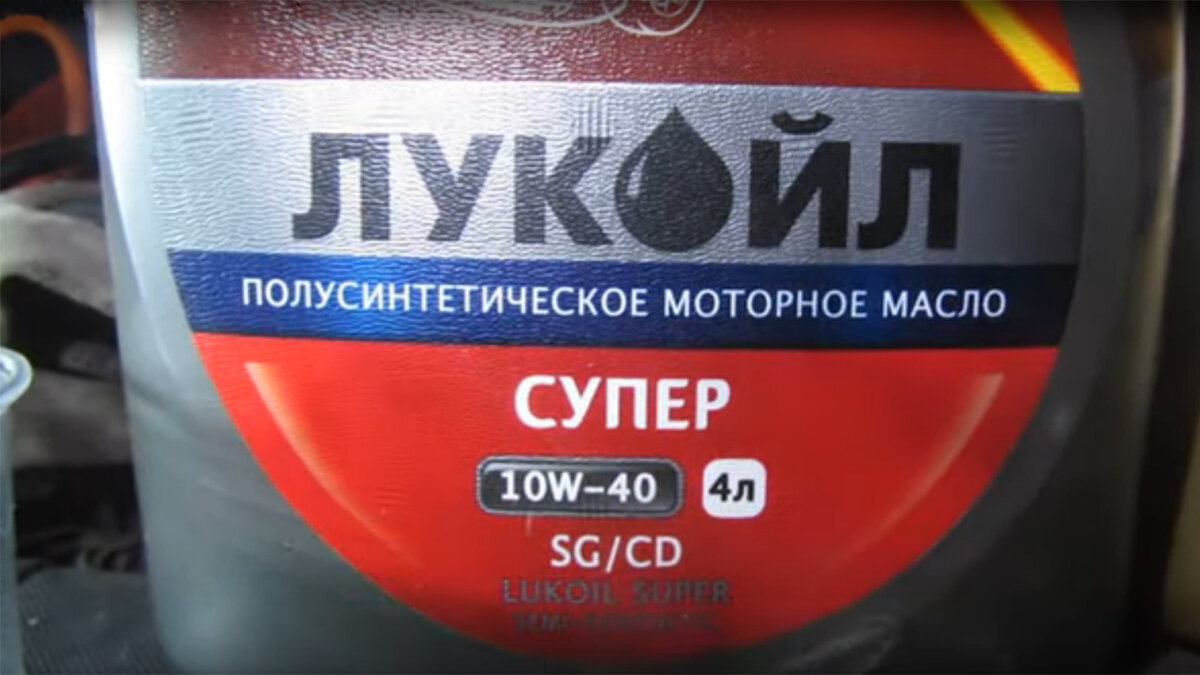 ЛУКОЙЛ
ПОЛУСИНТЕТИЧЕСКОЕ МОТОРНОЕ МАСЛО
СУПЕР
10W-40 4л
SG/CD
LUKOIL SUPER